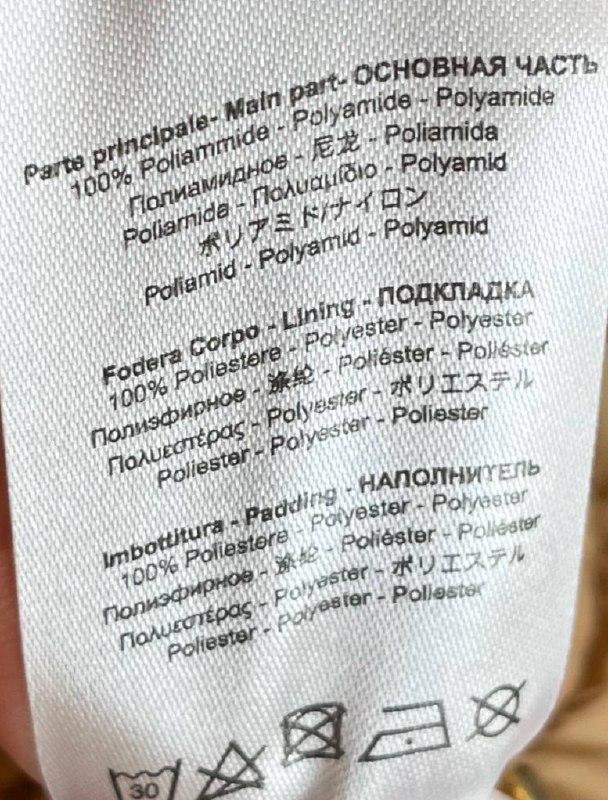 Parte principale- Main part- ОСНОВНАЯ ЧАСТЬ
100% Poliammide - Polyamide - Polyamide
Полиамидное - 尼龙 - Poliamida
Poliamida - Πολυαμίδιο - Polyamid
ポリアミド/ナイロン
Poliamid - Polyamid - Polyamid
Fodera Corpo - Lining - ПОДКЛАДКА
100% Poliestere - Polyester - Polyester
Полиэфирное - 涤纶 - Poliéster - Poliéster
Πολυεστέρας - Polyester - ポリエステル
Poliester - Polyester - Poliester
Imbottitura - Padding - НАПОЛНИТЕЛЬ
100% Poliestere - Polyester - Polyester
Полиэфирное - 涤纶 - Poliéster - Poliéster
Πολυεστέρας - Polyester - ポリエステル
Poliester - Polyester - Poliester
30